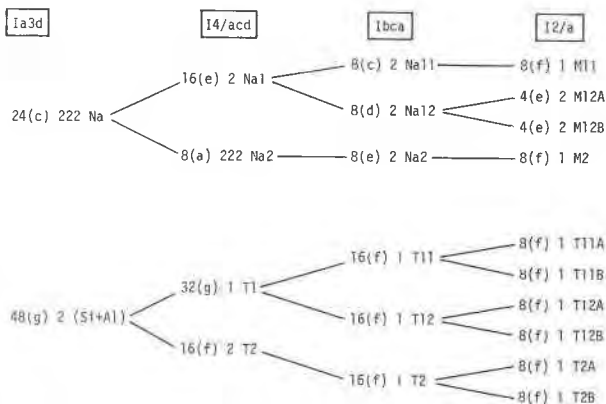 Ia3d I4/acd Ibca I2/a
8(c) 2 Na11 8(f) 1 M11
16(e) 2 Na1
4(e) 2 M12A
24(c) 222 Na 8(d) 2 Na12
4(e) 2 M12B
8(a) 222 Na2 8(e) 2 Na2 8(f) 1 M2
8(f) 1 T11A
16(f) 1 T11
8(f) 1 T11B
32(g) 1 T1
8(f) 1 T12A
48(g) 2 (Si+Al) 16(f) 1 T12
8(f) 1 T12B
16(f) 2 T2
8(f) 1 T2A
16(f) 1 T2
8(f) 1 T2B